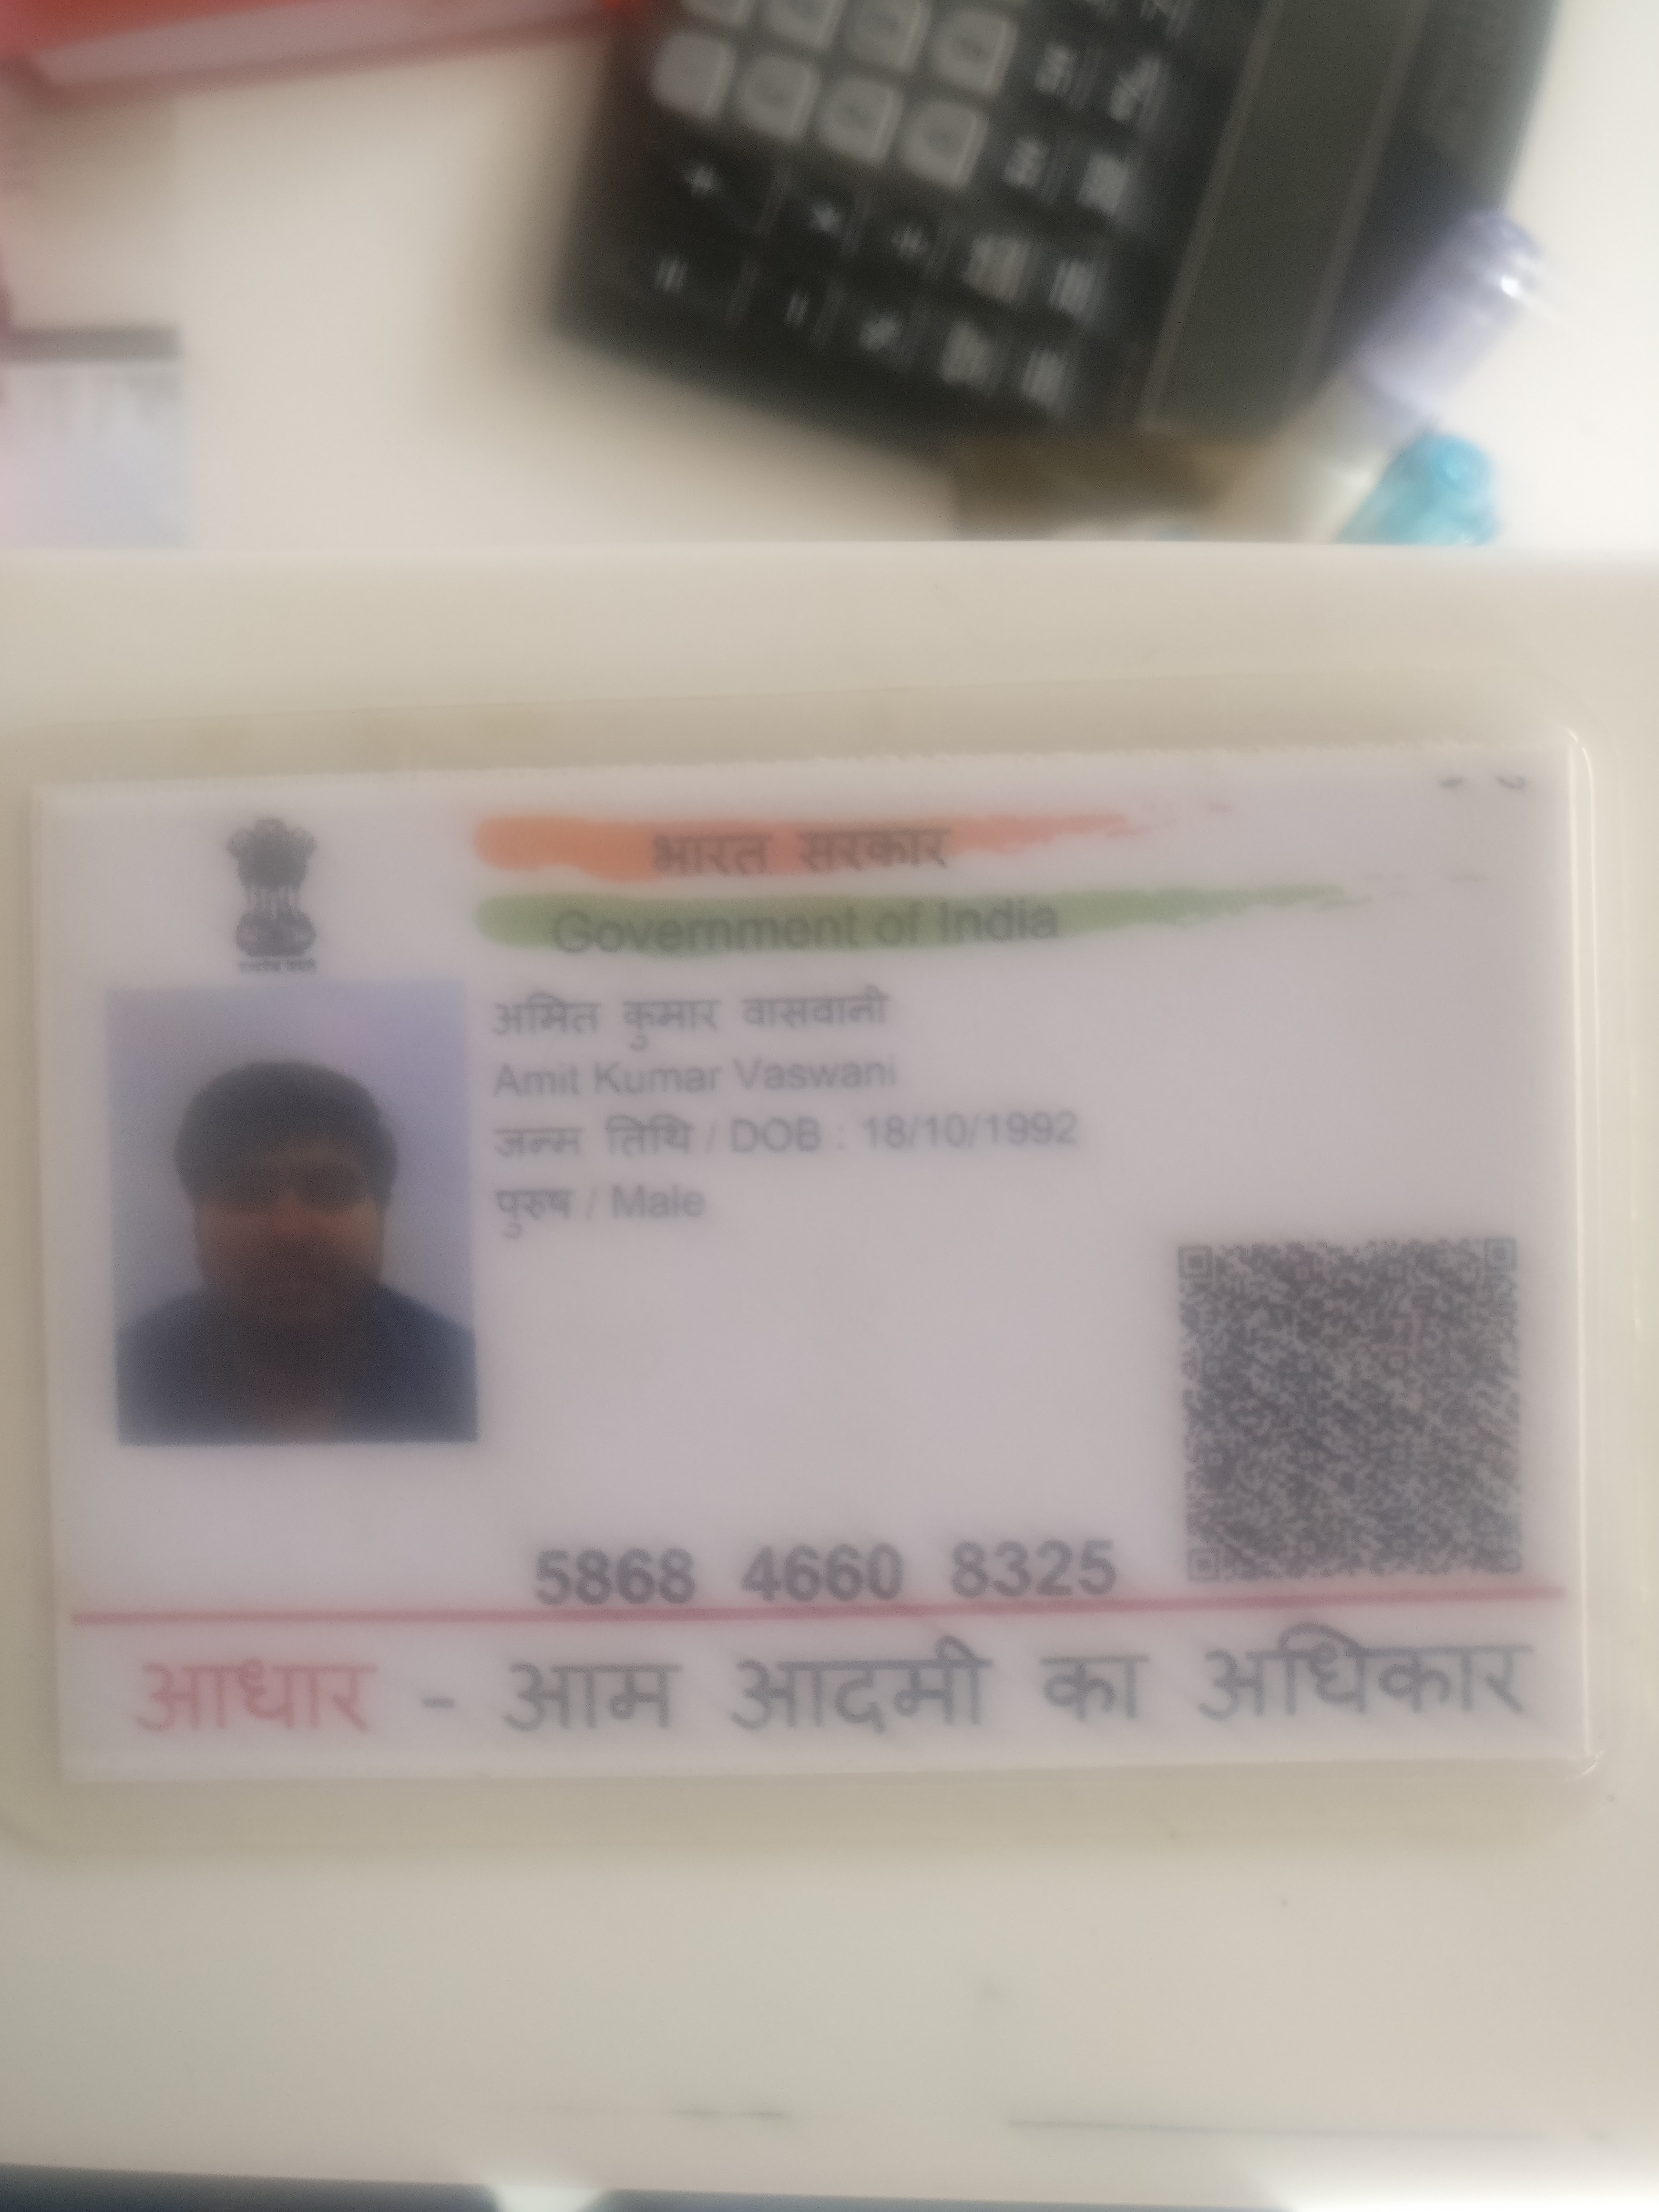 भारत सरकार
Government of India
अमित कुमार वासवानी
Amit Kumar Vaswani
जन्म तिथि / DOB : 18/10/1992
पुरुष / Male
5868 4660 8325
आधार - आम आदमी का अधिकार